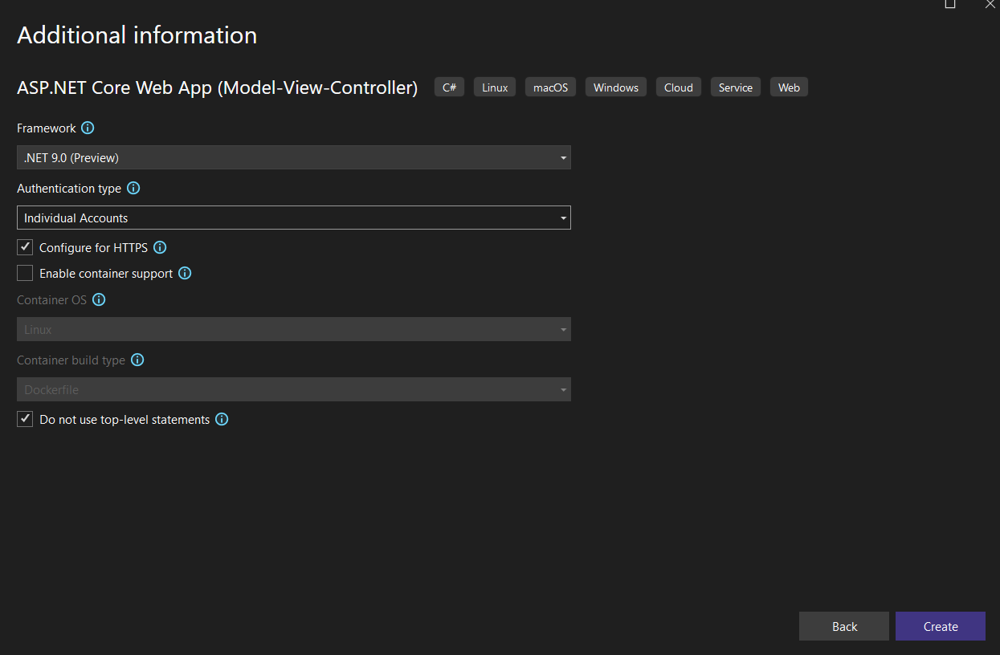 Additional information
ASP.NET Core Web App (Model-View-Controller) C# Linux macOS Windows Cloud Service Web
Framework
.NET 9.0 (Preview)
Authentication type
Individual Accounts
Configure for HTTPS
Enable container support
Container OS
Linux
Container build type
Dockerfile
Do not use top-level statements
Back Create